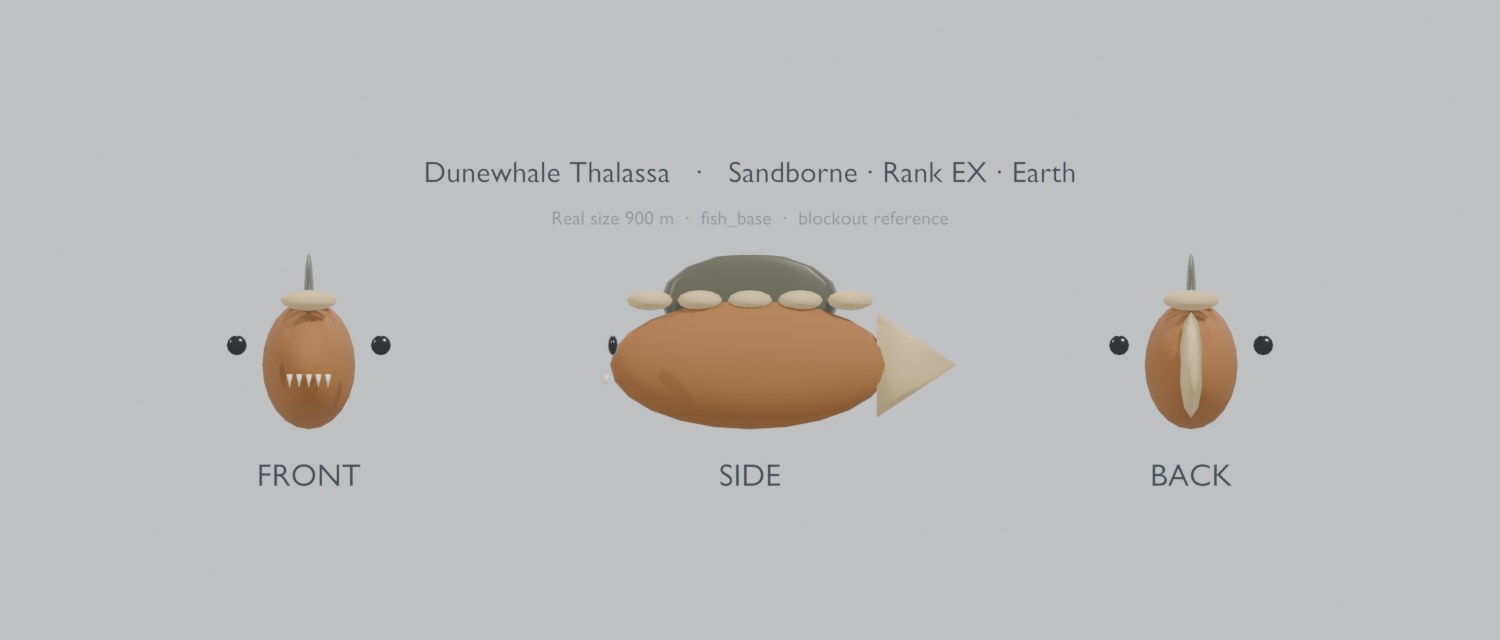 Dunewhale Thalassa · Sandborne · Rank EX · Earth
Real size 900 m · fish_base · blockout reference
FRONT
SIDE
BACK